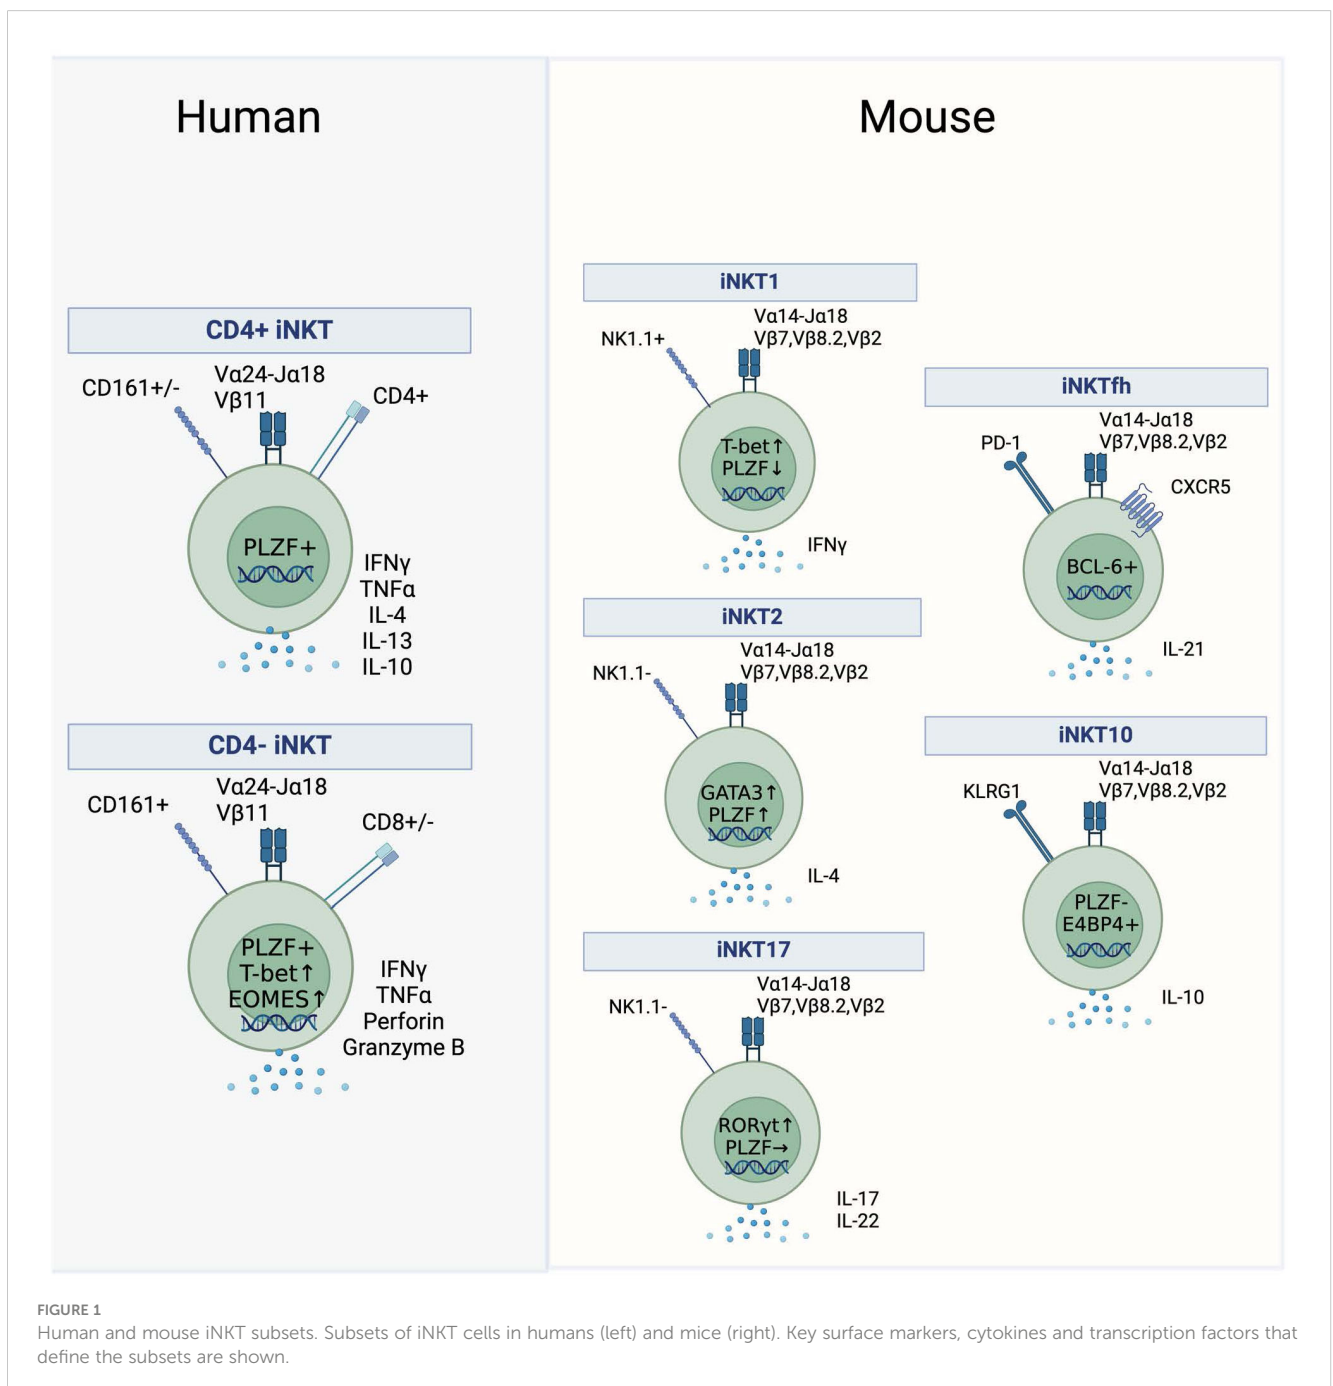 Human
CD4+ iNKT
CD161+/-
Vα24-Jα18
Vβ11
CD4+
PLZF+
IFNγ
TNFα
IL-4
IL-13
IL-10
CD4- iNKT
CD161+
Vα24-Jα18
Vβ11
CD8+/-
PLZF+
T-bet↑
EOMES↑
IFNγ
TNFα
Perforin
Granzyme B
Mouse
iNKT1
NK1.1+
Vα14-Jα18
Vβ7,Vβ8.2,Vβ2
T-bet↑
PLZF↓
IFNγ
iNKT2
NK1.1-
Vα14-Jα18
Vβ7,Vβ8.2,Vβ2
GATA3↑
PLZF↑
IL-4
iNKT17
NK1.1-
Vα14-Jα18
Vβ7,Vβ8.2,Vβ2
RORγt↑
PLZF→
IL-17
IL-22
iNKTfh
PD-1
Vα14-Jα18
Vβ7,Vβ8.2,Vβ2
CXCR5
BCL-6+
IL-21
iNKT10
KLRG1
Vα14-Jα18
Vβ7,Vβ8.2,Vβ2
PLZF-
E4BP4+
IL-10
FIGURE 1
Human and mouse iNKT subsets. Subsets of iNKT cells in humans (left) and mice (right). Key surface markers, cytokines and transcription factors that
define the subsets are shown.